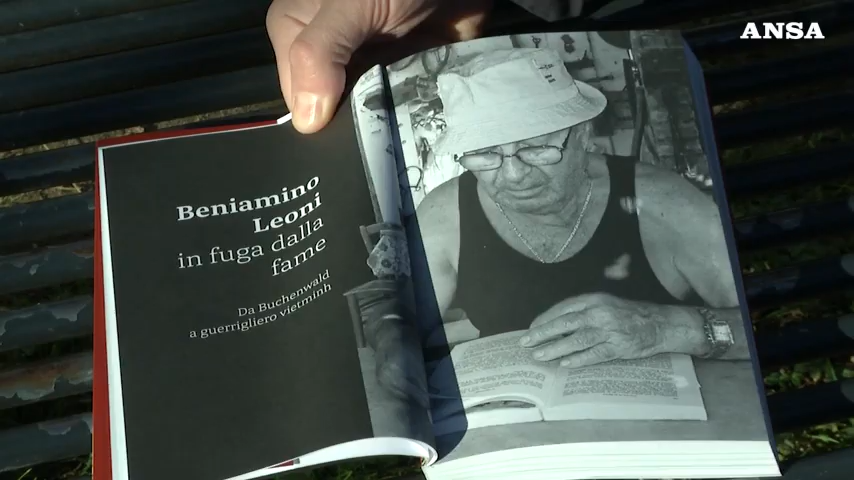 ANSA
Beniamino
Leoni
in fuga dalla
fame
Da Buchenwald
a guerrigliero vietminh